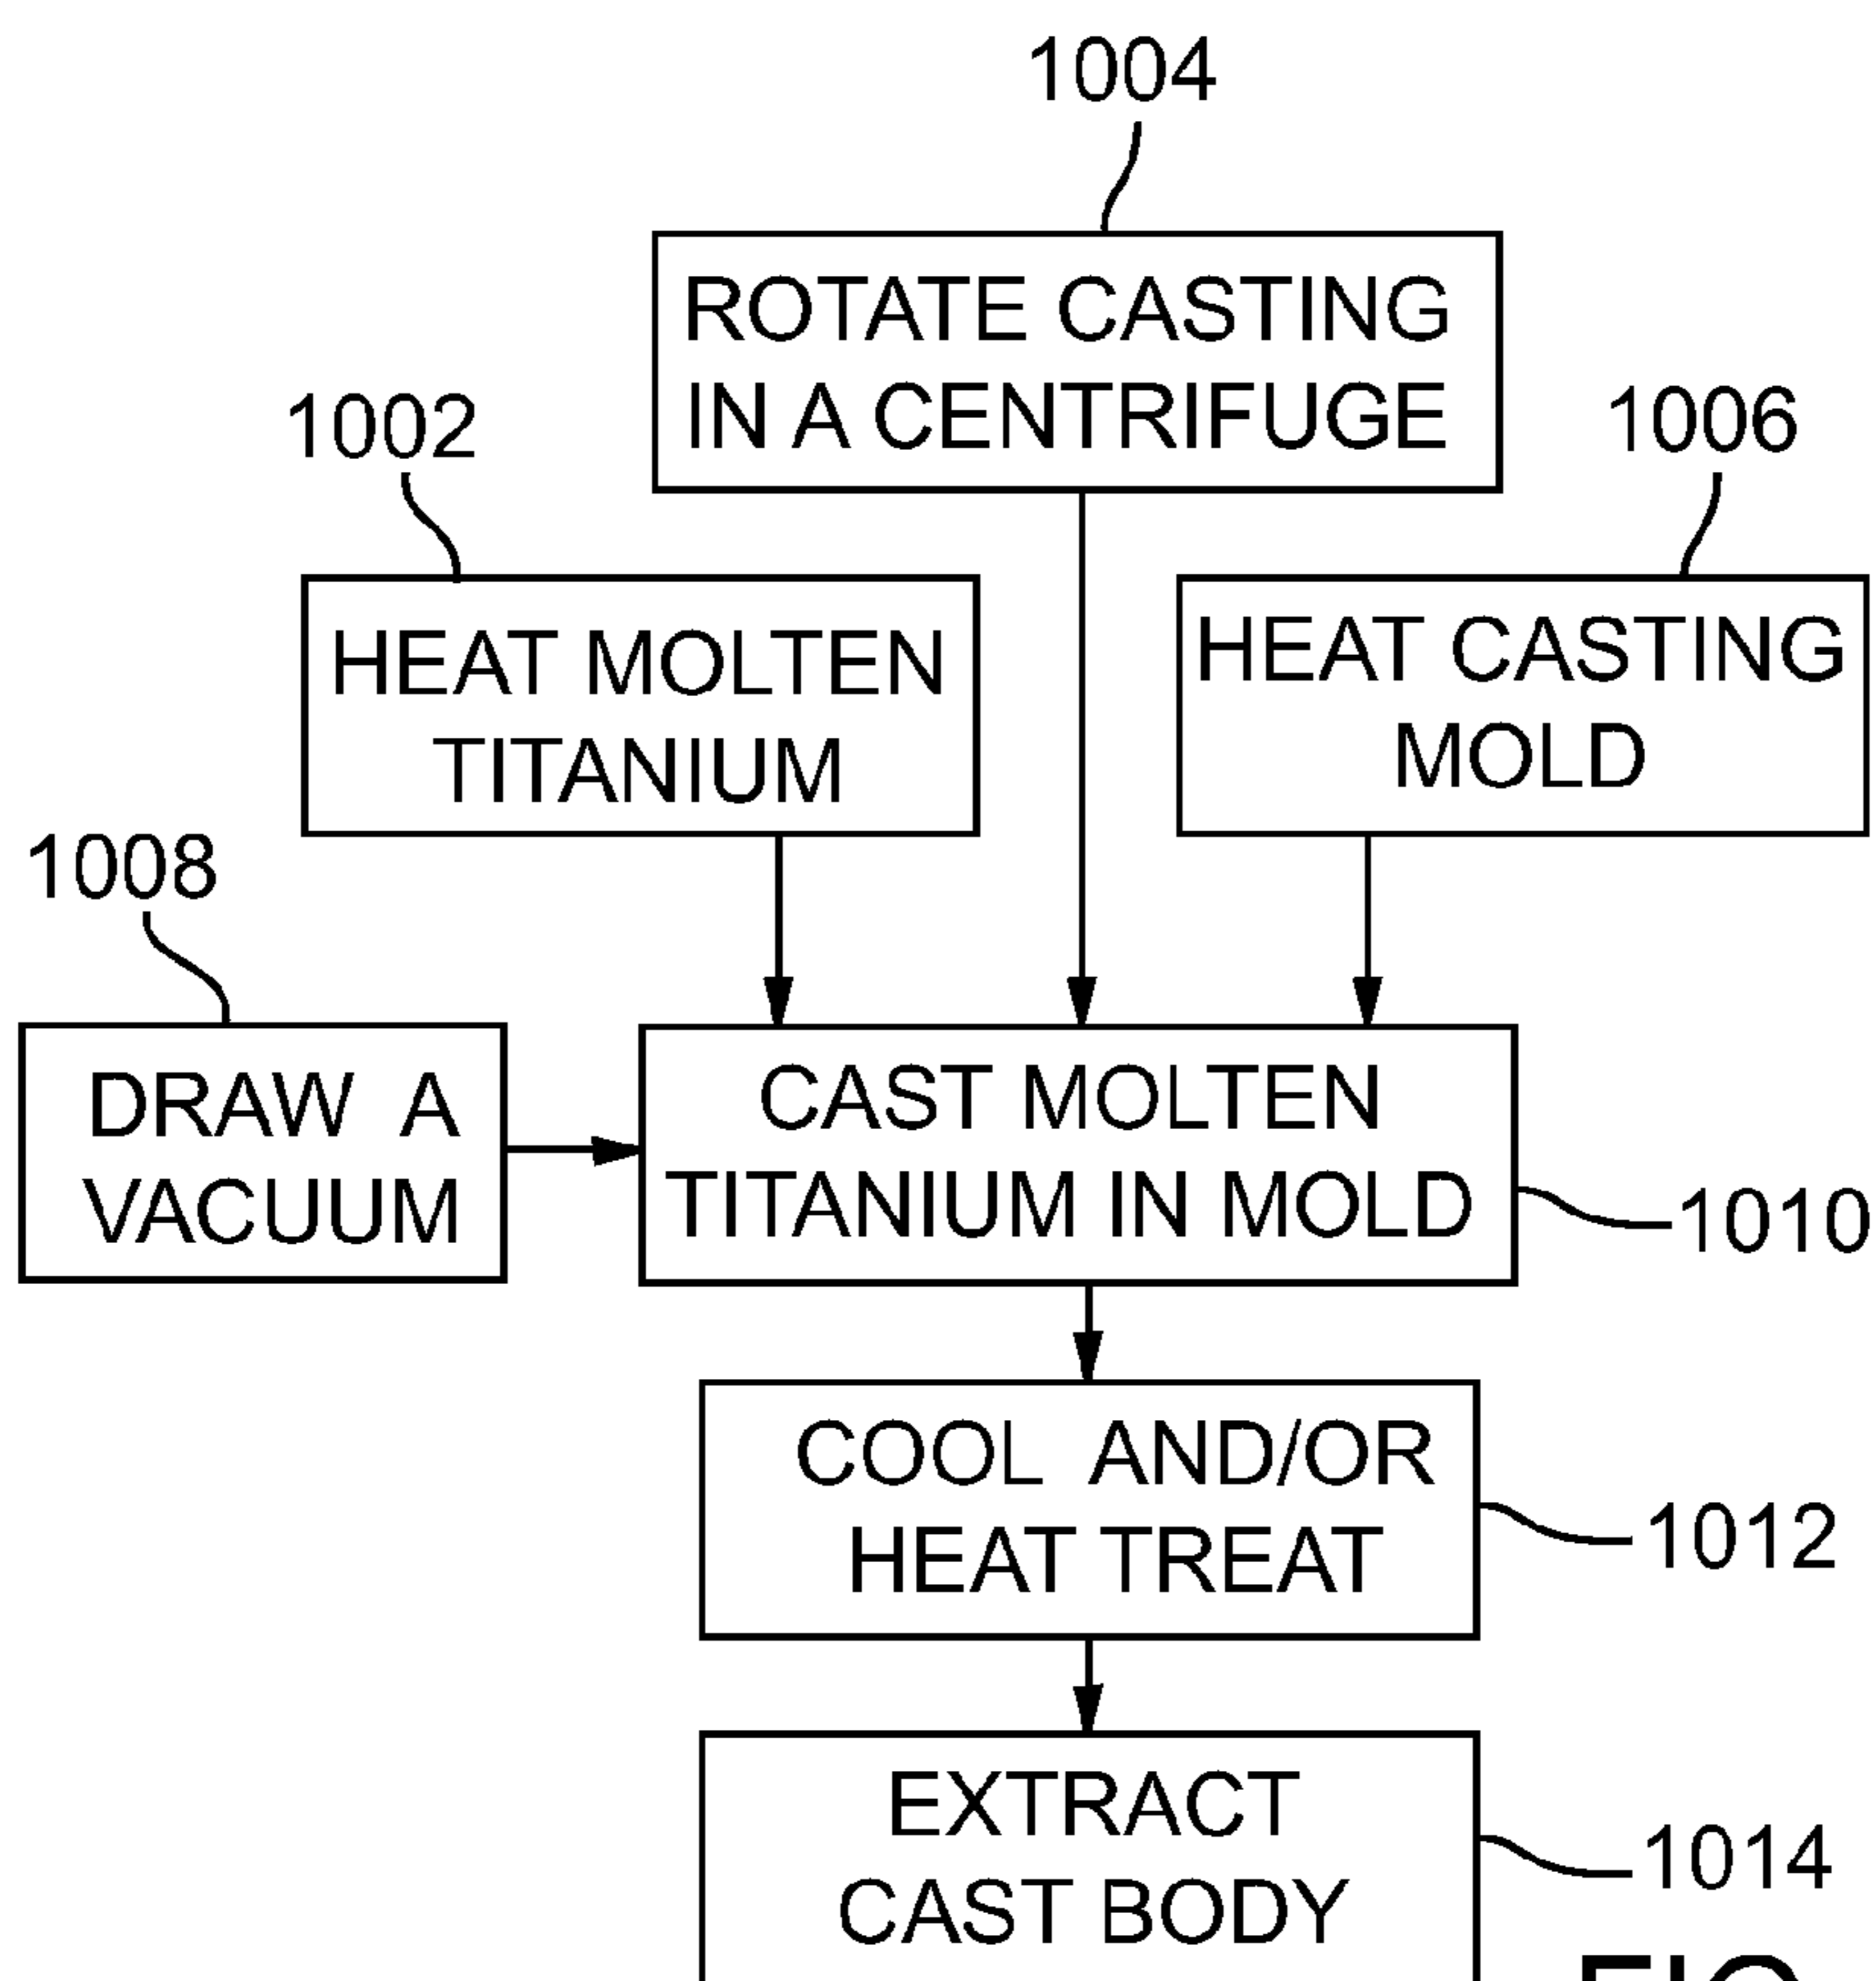 1004
ROTATE CASTING
IN A CENTRIFUGE
1002
1006
HEAT MOLTEN
TITANIUM
HEAT CASTING
MOLD
1008
DRAW A
VACUUM
CAST MOLTEN
TITANIUM IN MOLD
1010
COOL AND/OR
HEAT TREAT
1012
EXTRACT
CAST BODY
1014